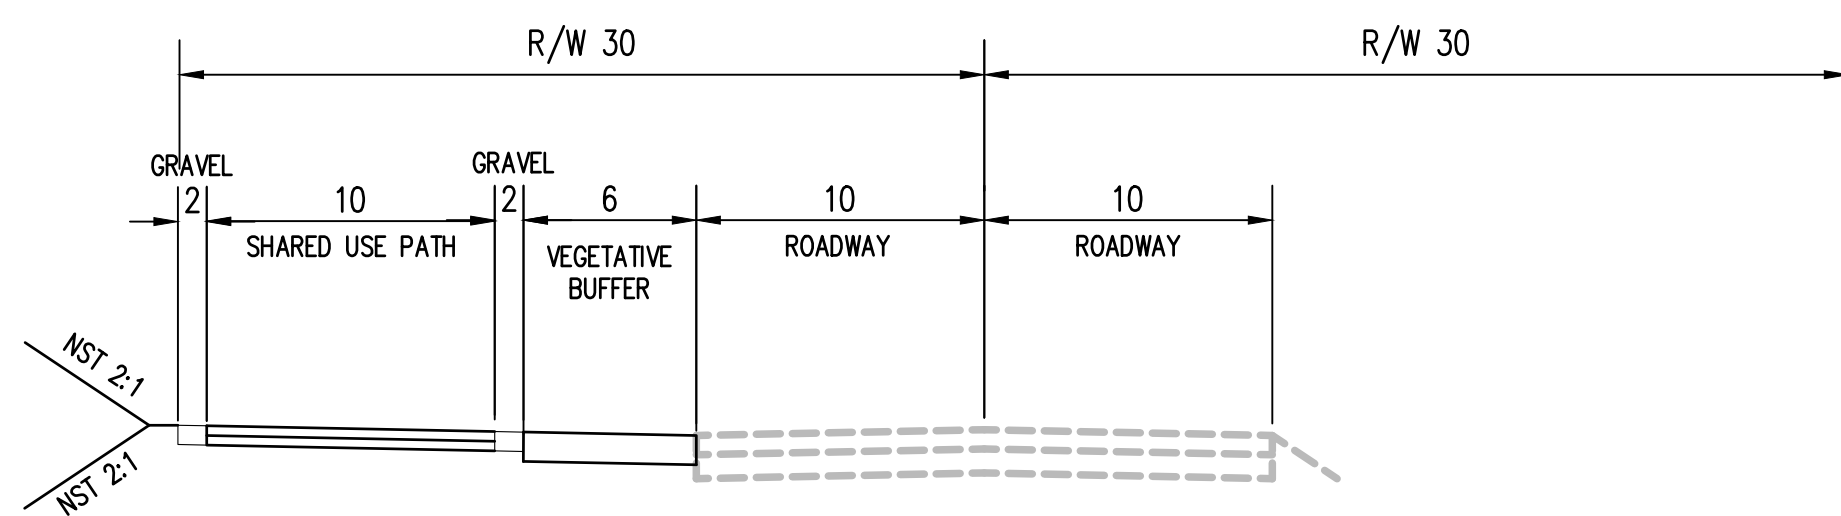 R/W 30
R/W 30
GRAVEL
GRAVEL
2
10
2
6
10
10
SHARED USE PATH
VEGETATIVE
BUFFER
ROADWAY
ROADWAY
NST 2:1
NST 2:1